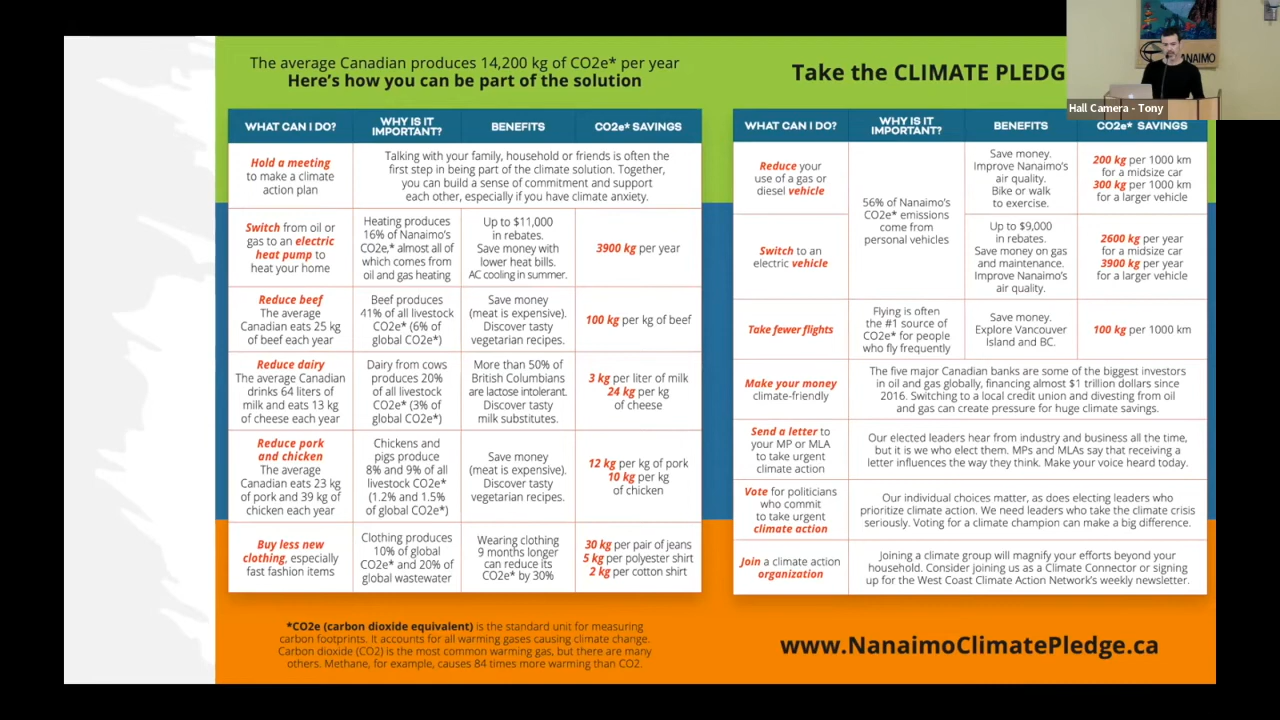 The average Canadian produces 14,200 kg of CO2e* per year
Here's how you can be part of the solution
WHAT CAN I DO?
WHY IS IT
IMPORTANT?
BENEFITS
CO2e* SAVINGS
Hold a meeting
to make a climate
action plan
Talking with your family, household or friends is often the
first step in being part of the climate solution. Together,
you can build a sense of commitment and support
each other, especially if you have climate anxiety.
Switch from oil or
gas to an electric
heat pump to
heat your home
Heating produces
16% of Nanaimo's
CO2e,* almost all of
which comes from
oil and gas heating
Up to $11,000
in rebates.
Save money with
lower heat bills.
AC cooling in summer.
3900 kg per year
Reduce beef
The average
Canadian eats 25 kg
of beef each year
Beef produces
41% of all livestock
CO2e* (6% of
global CO2e*)
Save money
(meat is expensive).
Discover tasty
vegetarian recipes.
100 kg per kg of beef
Reduce dairy
The average Canadian
drinks 64 liters of
milk and eats 13 kg
of cheese each year
Dairy from cows
produces 20%
of all livestock
CO2e* (3% of
global CO2e*)
More than 50% of
British Columbians
are lactose intolerant.
Discover tasty
milk substitutes.
3 kg per liter of milk
24 kg per kg
of cheese
Reduce pork
and chicken
The average
Canadian eats 23 kg
of pork and 39 kg of
chicken each year
Chickens and
pigs produce
8% and 9% of all
livestock CO2e*
(1.2% and 1.5%
of global CO2e*)
Save money
(meat is expensive).
Discover tasty
vegetarian recipes.
12 kg per kg of pork
10 kg per kg
of chicken
Buy less new
clothing, especially
fast fashion items
Clothing produces
10% of global
CO2e* and 20% of
global wastewater
Wearing clothing
9 months longer
can reduce its
CO2e* by 30%
30 kg per pair of jeans
5 kg per polyester shirt
2 kg per cotton shirt
*CO2e (carbon dioxide equivalent) is the standard unit for measuring
carbon footprints. It accounts for all warming gases causing climate change.
Carbon dioxide (CO2) is the most common warming gas, but there are many
others. Methane, for example, causes 84 times more warming than CO2.
Take the CLIMATE PLEDG
WHAT CAN I DO?
WHY IS IT
IMPORTANT?
BENEFITS
CO2e* SAVINGS
Reduce your
use of a gas or
diesel vehicle
56% of Nanaimo's
CO2e* emissions
come from
personal vehicles
Save money.
Improve Nanaimo's
air quality.
Bike or walk
to exercise.
200 kg per 1000 km
for a midsize car
300 kg per 1000 km
for a larger vehicle
Switch to an
electric vehicle
Up to $9,000
in rebates.
Save money on gas
and maintenance.
Improve Nanaimo's
air quality.
2600 kg per year
for a midsize car
3900 kg per year
for a larger vehicle
Take fewer flights
Flying is often
the #1 source of
CO2e* for people
who fly frequently
Save money.
Explore Vancouver
Island and BC.
100 kg per 1000 km
Make your money
climate-friendly
The five major Canadian banks are some of the biggest investors
in oil and gas globally, financing almost $1 trillion dollars since
2016. Switching to a local credit union and divesting from oil
and gas can create pressure for huge climate savings.
Send a letter to
your MP or MLA
to take urgent
climate action
Our elected leaders hear from industry and business all the time,
but it is we who elect them. MPs and MLAs say that receiving a
letter influences the way they think. Make your voice heard today.
Vote for politicians
who commit
to take urgent
climate action
Our individual choices matter, as does electing leaders who
prioritize climate action. We need leaders who take the climate crisis
seriously. Voting for a climate champion can make a big difference.
Join a climate action
organization
Joining a climate group will magnify your efforts beyond your
household. Consider joining us as a Climate Connector or signing
up for the West Coast Climate Action Network's weekly newsletter.
www.NanaimoClimatePledge.ca
NANAIMO
Hall Camera - Tony